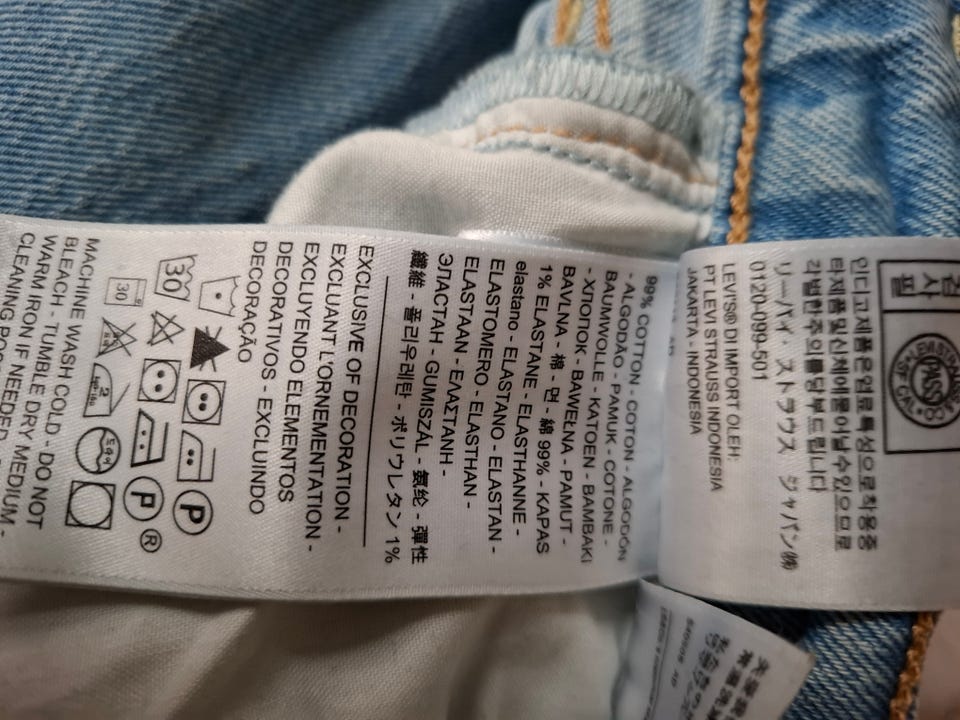 검사
필
PASS
인디고제품은염료특성으로착용중
타제품및신체에물이날수있으므로
각별한주의를당부드립니다
リーバイ・ストラウス ジャパン㈱
0120-099-501
LEVI'S® DI IMPORT OLEH:
PT LEVI STRAUSS INDONESIA
JAKARTA - INDONESIA
99% COTTON - COTON - ALGODÓN
- ALGODÃO - PAMUK - COTONE -
BAUMWOLLE - KATOEN - BAMBAKI
- ХЛОПОК - BAWEŁNA - PAMUT -
BAVLNA - 棉 - 면 - 綿 99% - KAPAS
1% ELASTANE - ELASTHANNE -
elastano - ELASTANO - ELASTAN -
ELASTOMERO - ELASTHAN -
ELASTAAN - ΕΛΑΣΤΑΝΗ -
ЭЛАСТАН - GUMISZÁL - 氨纶 - 彈性
纖維 - 폴리우레탄 - ポリウレタン 1%
EXCLUSIVE OF DECORATION -
EXCLUANT L'ORNEMENTATION -
EXCLUYENDO ELEMENTOS
DECORATIVOS - EXCLUINDO
DECORAÇÃO
P
30 P ®
30 드라이
MACHINE WASH COLD - DO NOT
BLEACH - TUMBLE DRY MEDIUM -
WARM IRON IF NEEDED